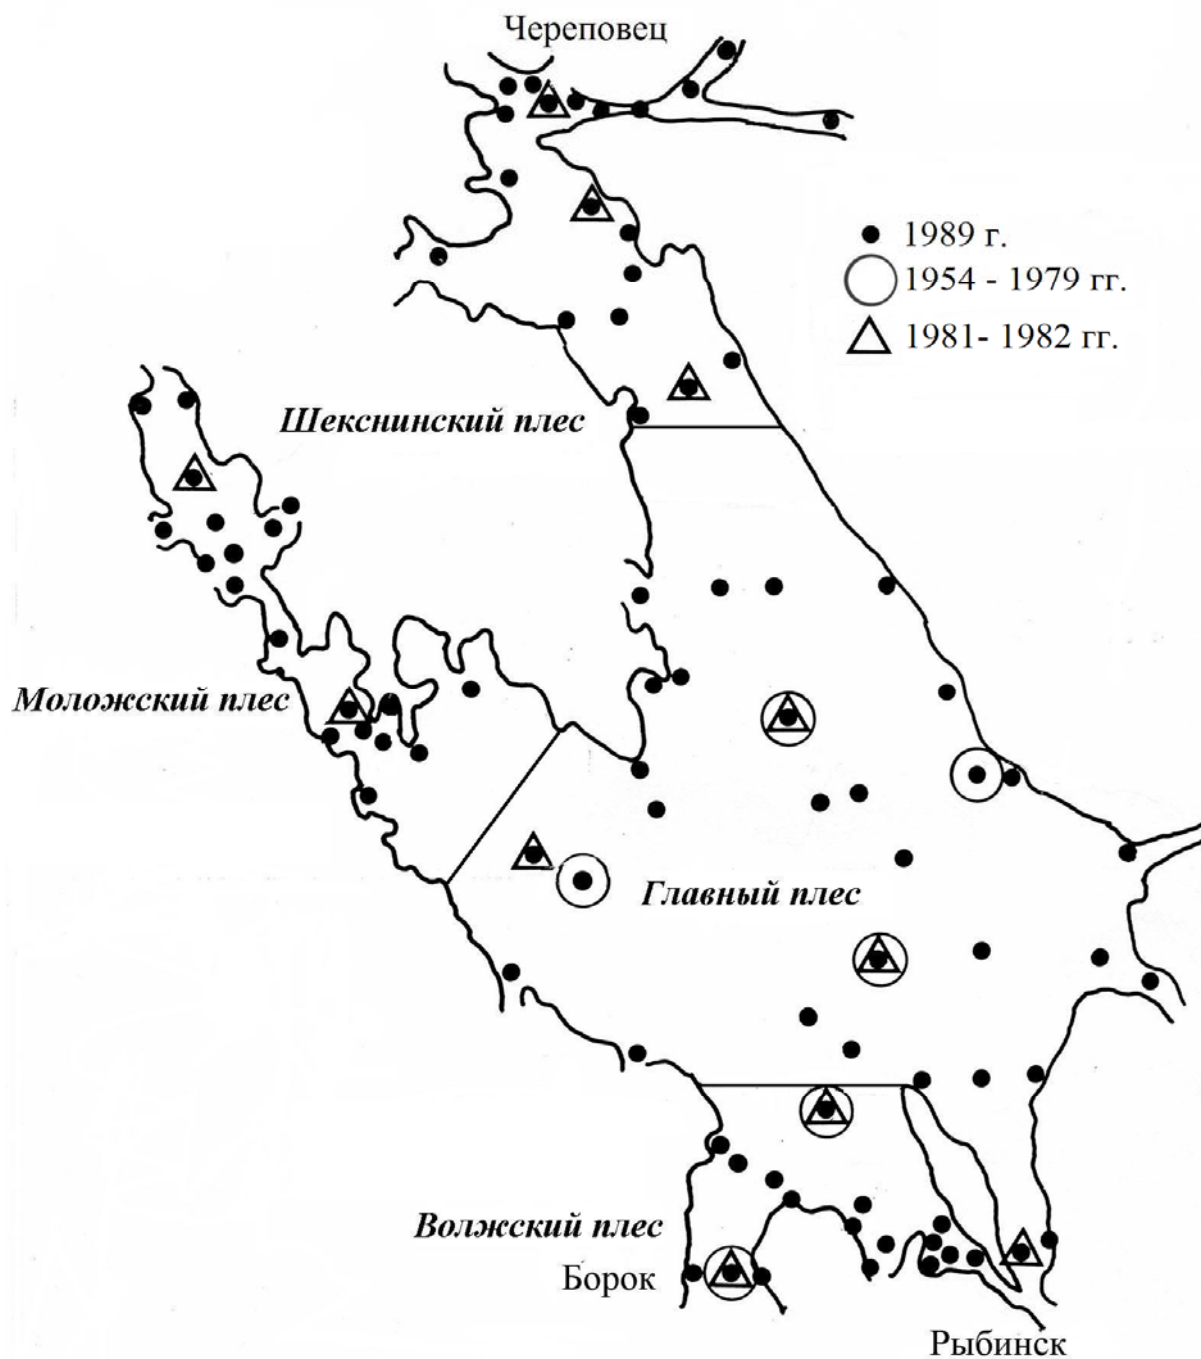 Череповец
1989 г.
1954 - 1979 гг.
1981- 1982 гг.
Шекснинский плес
Моложский плес
Главный плес
Волжский плес
Борок
Рыбинск